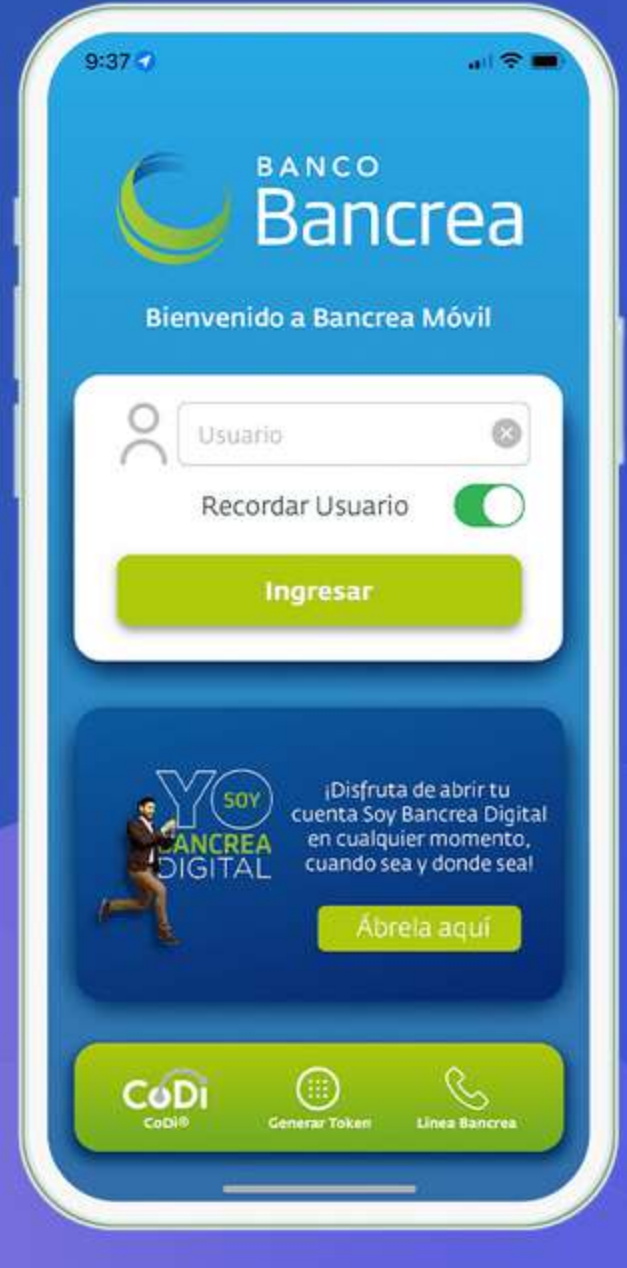 9:37
BANCO
Bancrea
Bienvenido a Bancrea Móvil
Usuario
Recordar Usuario
Ingresar
YO
SOY
BANCREA
DIGITAL
¡Disfruta de abrir tu
cuenta Soy Bancrea Digital
en cualquier momento,
cuando sea y donde sea!
Ábrela aquí
CoDi
CoDi®
Generar Token
Línea Bancrea